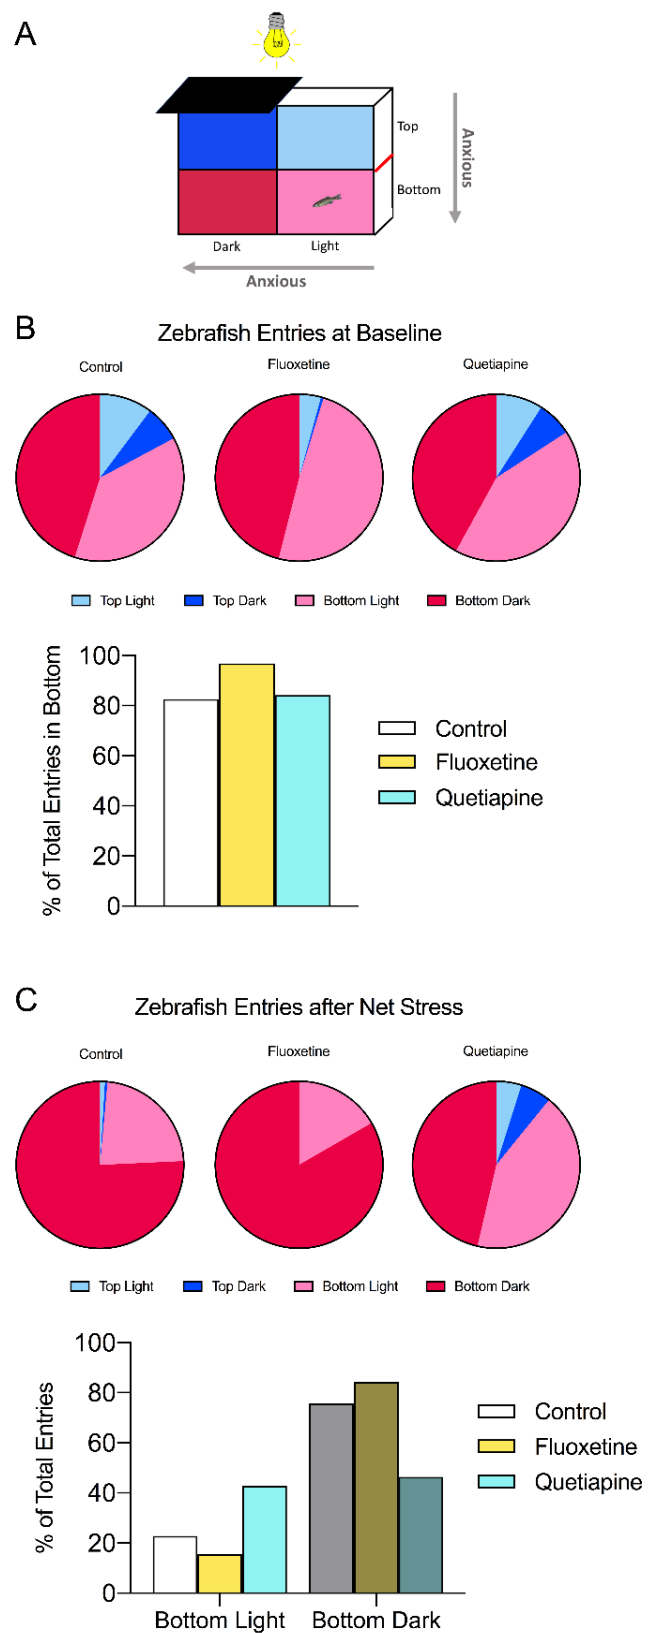 A
Top
Bottom
Anxious
Dark
Light
Anxious
B
Zebrafish Entries at Baseline
Control
Fluoxetine
Quetiapine
Top Light
Top Dark
Bottom Light
Bottom Dark
% of Total Entries in Bottom
100
80
60
40
20
0
Control
Fluoxetine
Quetiapine
C
Zebrafish Entries after Net Stress
Control
Fluoxetine
Quetiapine
Top Light
Top Dark
Bottom Light
Bottom Dark
% of Total Entries
100
80
60
40
20
0
Control
Fluoxetine
Quetiapine
Bottom Light
Bottom Dark